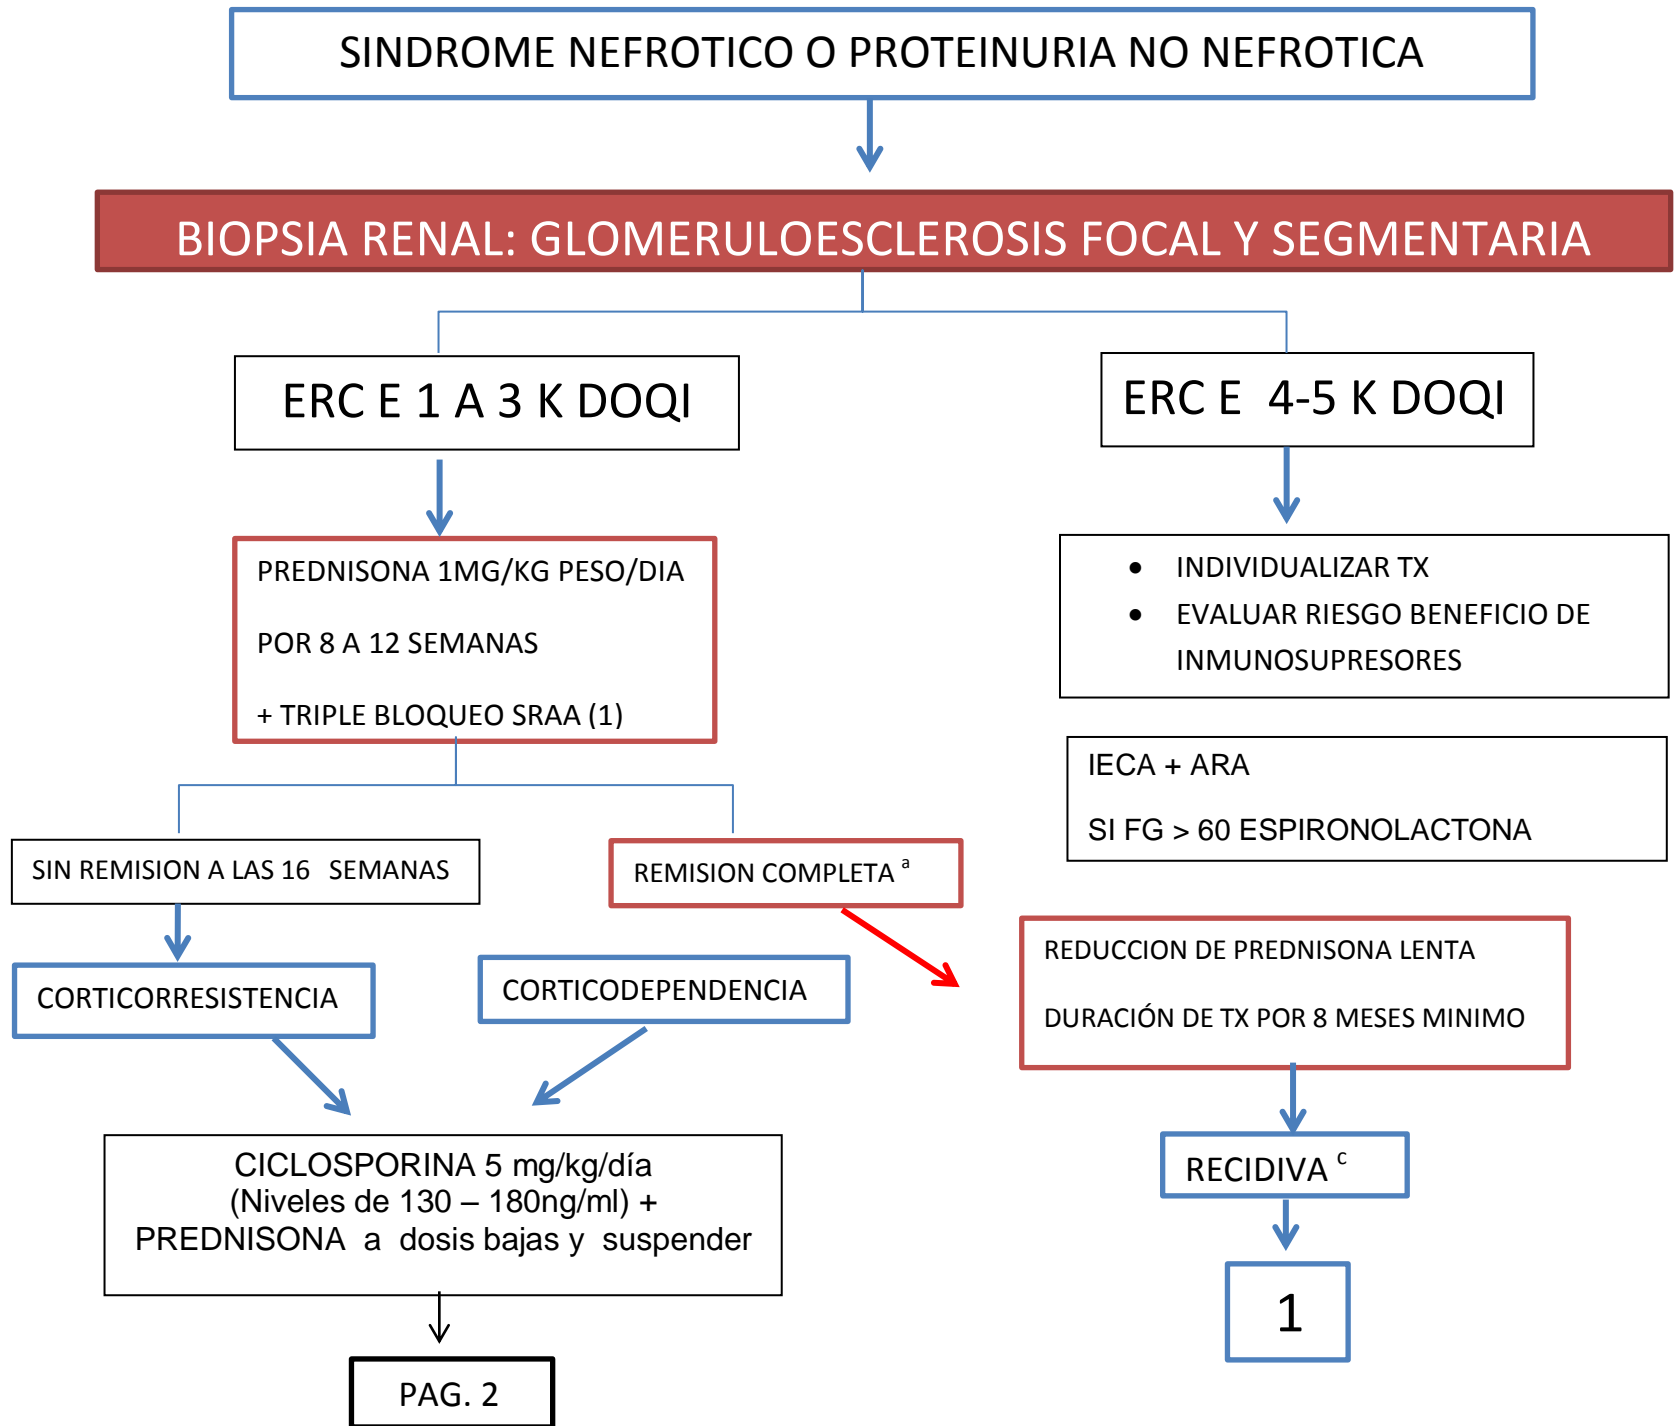 SINDROME NEFROTICO O PROTEINURIA NO NEFROTICA
BIOPSIA RENAL: GLOMERULOESCLEROSIS FOCAL Y SEGMENTARIA
ERC E 1 A 3 K DOQI
ERC E 4-5 K DOQI
PREDNISONA 1MG/KG PESO/DIA
POR 8 A 12 SEMANAS
+ TRIPLE BLOQUEO SRAA (1)
• INDIVIDUALIZAR TX
• EVALUAR RIESGO BENEFICIO DE
INMUNOSUPRESORES
IECA + ARA
SI FG > 60 ESPIRONOLACTONA
SIN REMISION A LAS 16 SEMANAS
REMISION COMPLETA a
CORTICORRESISTENCIA
CORTICODEPENDENCIA
REDUCCION DE PREDNISONA LENTA
DURACIÓN DE TX POR 8 MESES MINIMO
CICLOSPORINA 5 mg/kg/día
(Niveles de 130 – 180ng/ml) +
PREDNISONA a dosis bajas y suspender
RECIDIVA c
1
PAG. 2